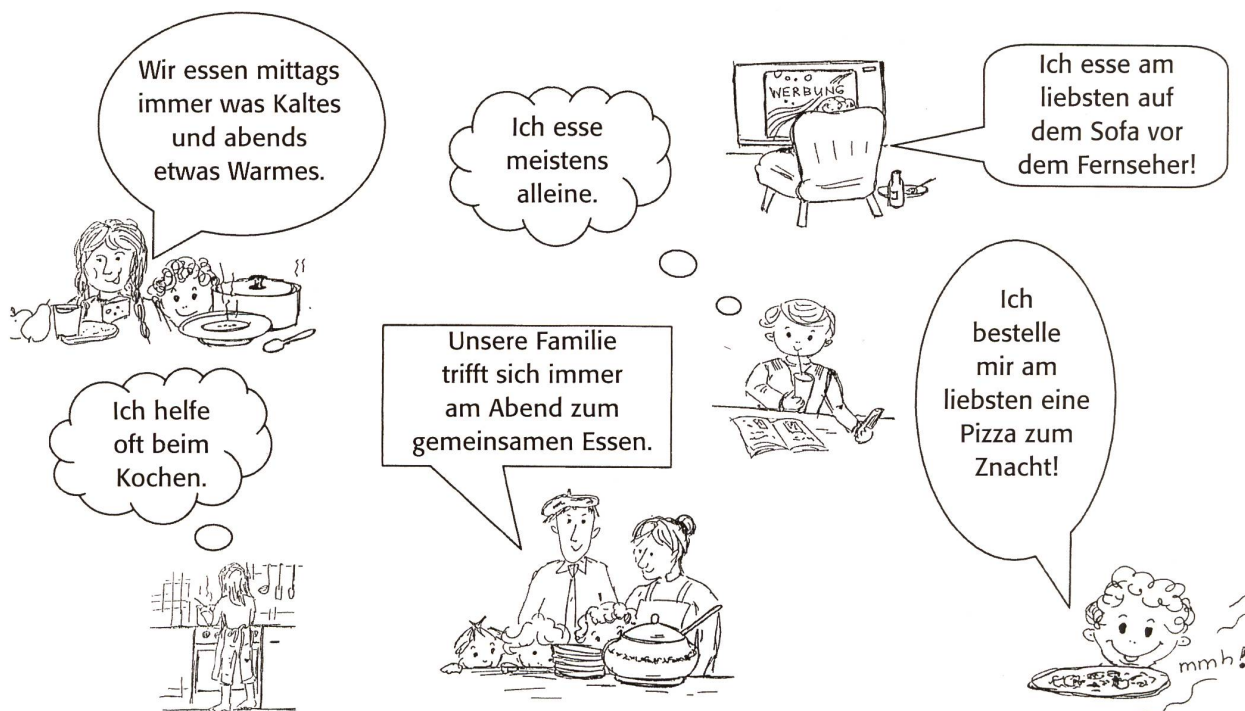 Wir essen mittags
immer was Kaltes
und abends
etwas Warmes.
Ich esse
meistens
alleine.
WERBUNG
Ich esse am
liebsten auf
dem Sofa vor
dem Fernseher!
Ich helfe
oft beim
Kochen.
Unsere Familie
trifft sich immer
am Abend zum
gemeinsamen Essen.
Ich
bestelle
mir am
liebsten eine
Pizza zum
Znacht!
mmh!